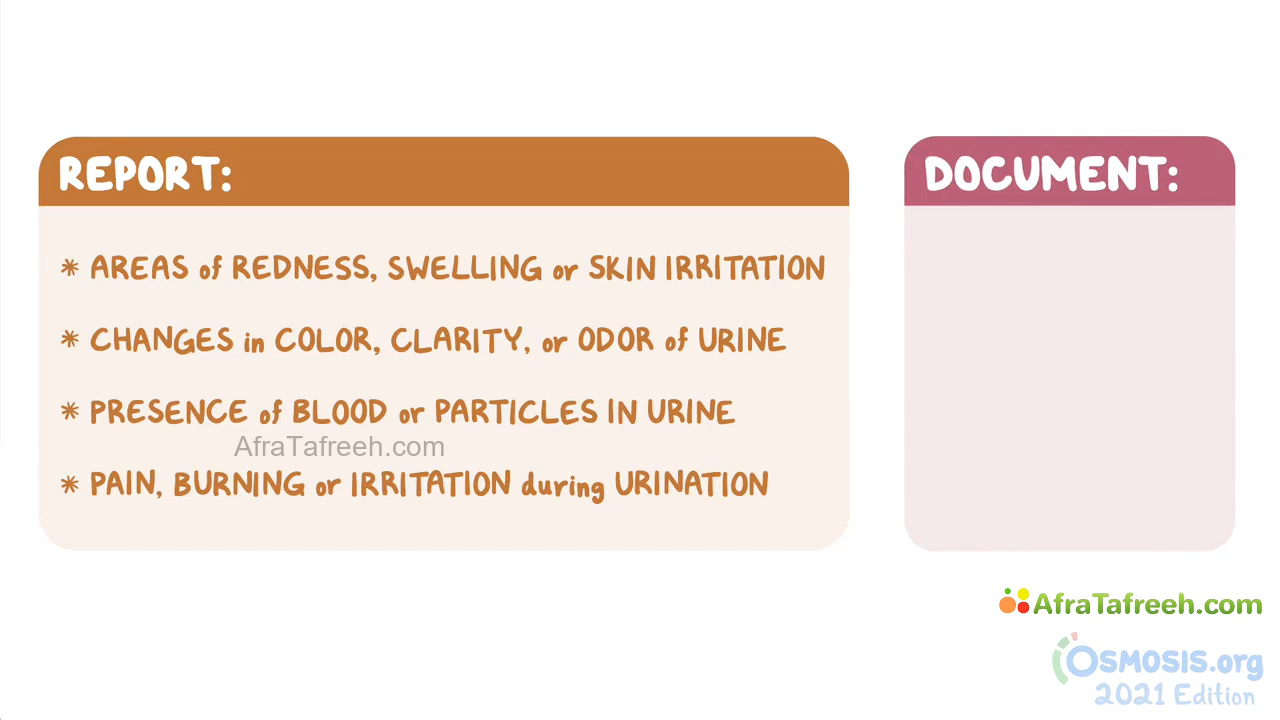 REPORT:
* AREAS of REDNESS, SWELLING or SKIN IRRITATION
* CHANGES in COLOR, CLARITY, or ODOR of URINE
* PRESENCE of BLOOD or PARTICLES IN URINE
AfraTafreeh.com
* PAIN, BURNING or IRRITATION during URINATION
DOCUMENT:
AfraTafreeh.com
OSMOSIS.org
2021 Edition